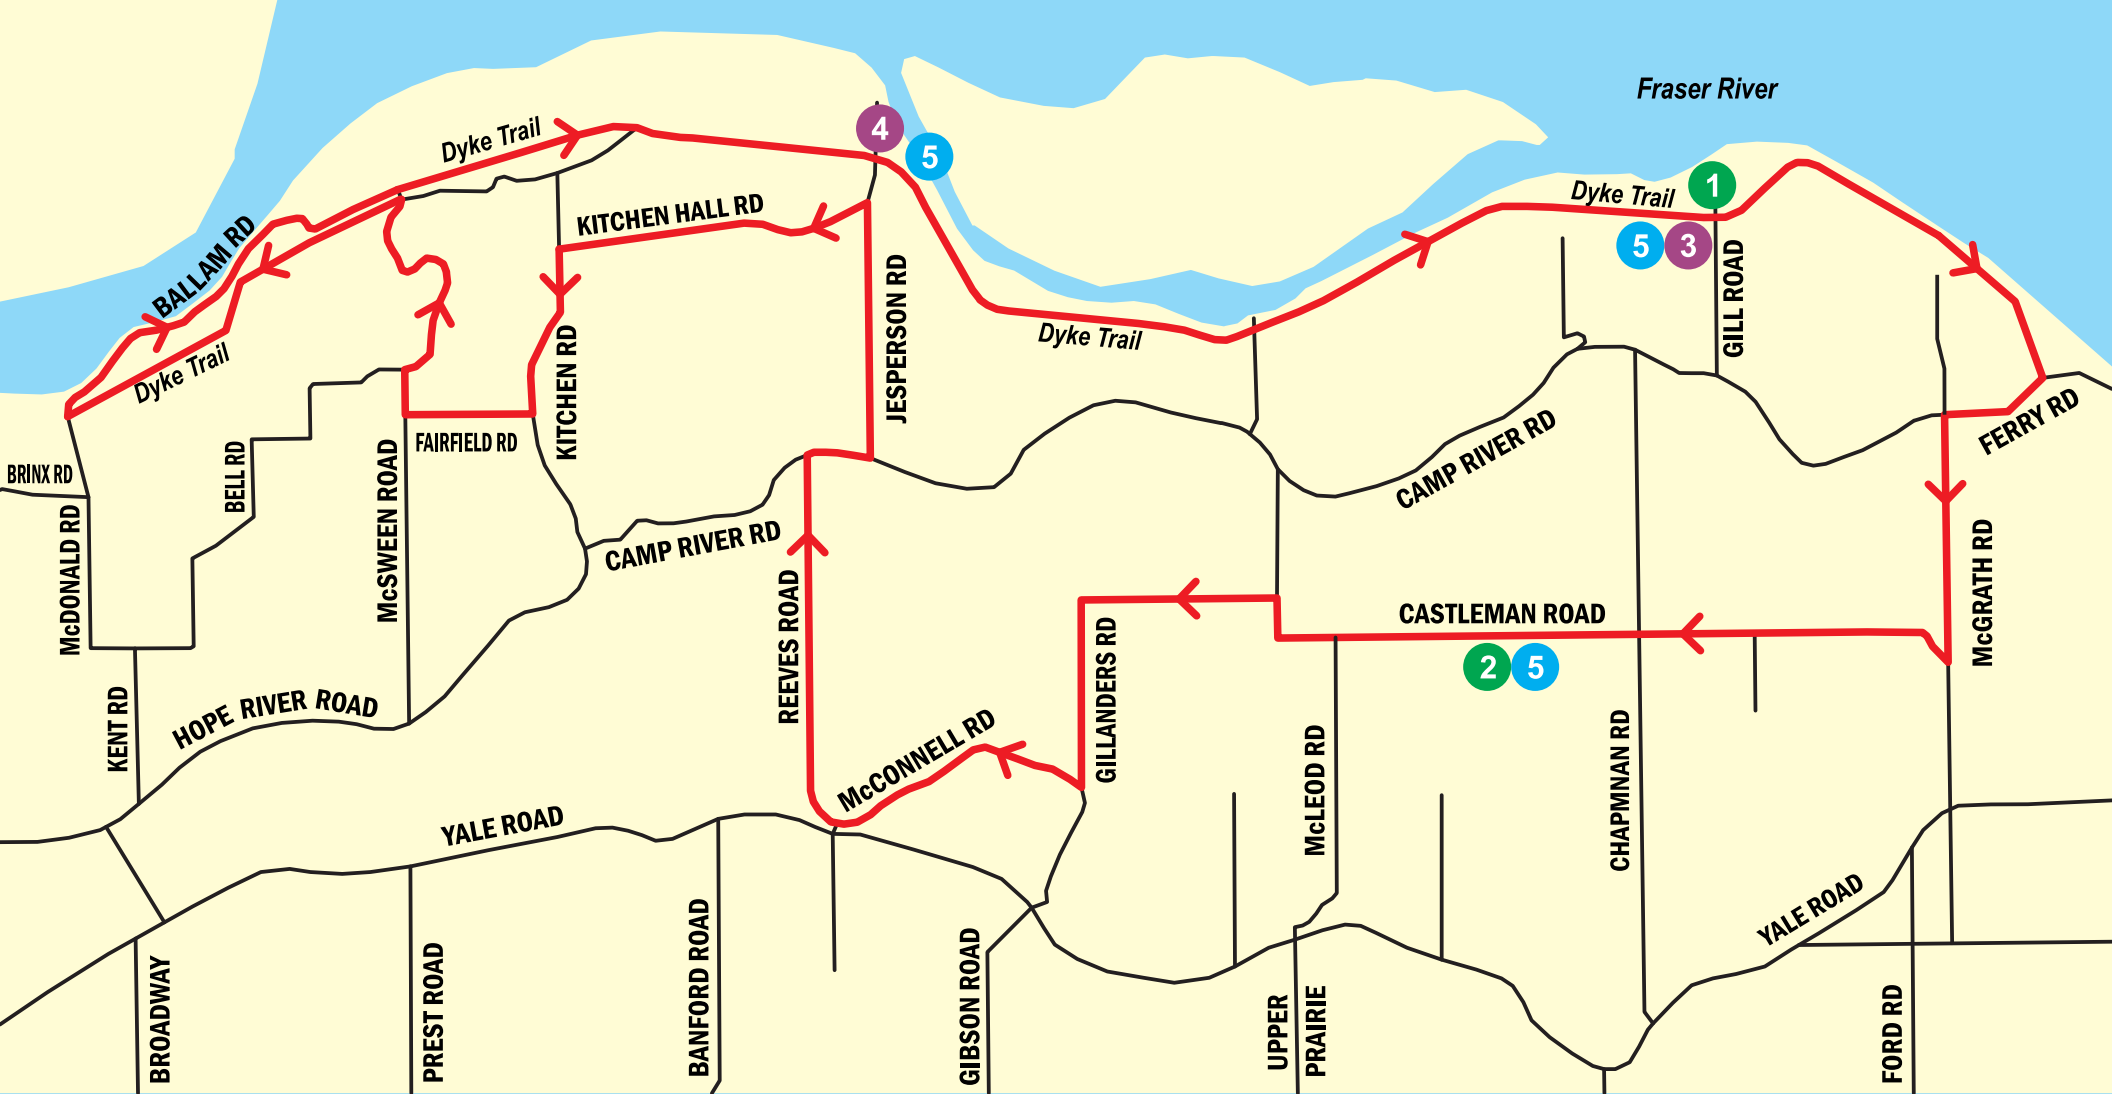 Fraser River
Dyke Trail
4
5
1
Dyke Trail
KITCHEN HALL RD
BALLAM RD
5
3
GILL ROAD
JESPERSON RD
Dyke Trail
Dyke Trail
KITCHEN RD
FERRY RD
CAMP RIVER RD
FAIRFIELD RD
BRINX RD
BELL RD
McSWEEN ROAD
McDONALD RD
CAMP RIVER RD
McGRATH RD
REEVES ROAD
CASTLEMAN ROAD
GILLANDERS RD
2
5
KENT RD
HOPE RIVER ROAD
McCONNELL RD
McLEOD RD
CHAPMNAN RD
YALE ROAD
YALE ROAD
BROADWAY
PREST ROAD
BANFORD ROAD
GIBSON ROAD
UPPER
PRAIRIE
FORD RD